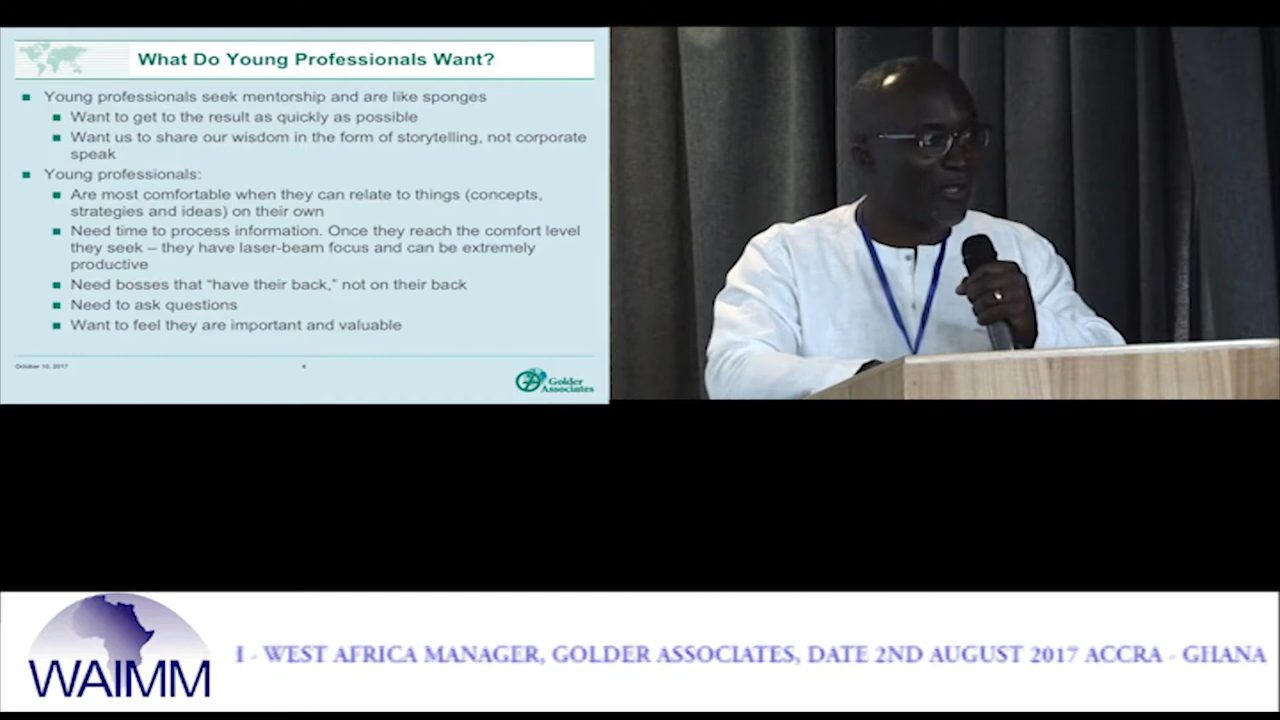 What Do Young Professionals Want?
Young professionals seek mentorship and are like sponges
Want to get to the result as quickly as possible
Want us to share our wisdom in the form of storytelling, not corporate
speak
Young professionals:
Are most comfortable when they can relate to things (concepts,
strategies and ideas) on their own
Need time to process information. Once they reach the comfort level
they seek – they have laser-beam focus and can be extremely
productive
Need bosses that “have their back,” not on their back
Need to ask questions
Want to feel they are important and valuable
October 10, 2017
4
Golder
Associates
WAIMM
I - WEST AFRICA MANAGER, GOLDER ASSOCIATES, DATE 2ND AUGUST 2017 ACCRA - GHANA